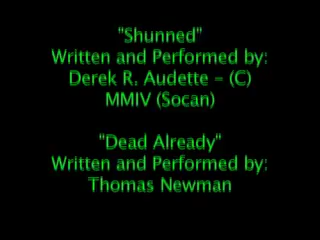 "Shunned"
Written and Performed by:
Derek R. Audette - (C)
MMIV (Socan)
"Dead Already"
Written and Performed by:
Thomas Newman